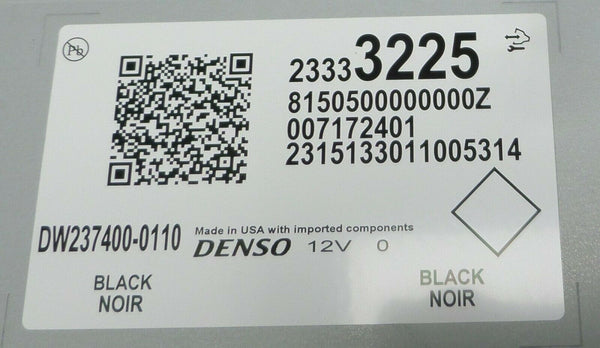 Pb
23333225
8150500000000Z
007172401
2315133011005314
DW237400-0110
Made in USA with imported components
DENSO 12V 0
BLACK
NOIR
BLACK
NOIR